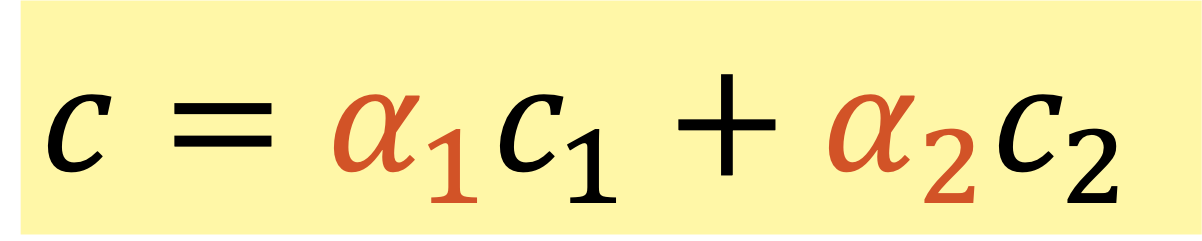 c = α₁c₁ + α₂c₂